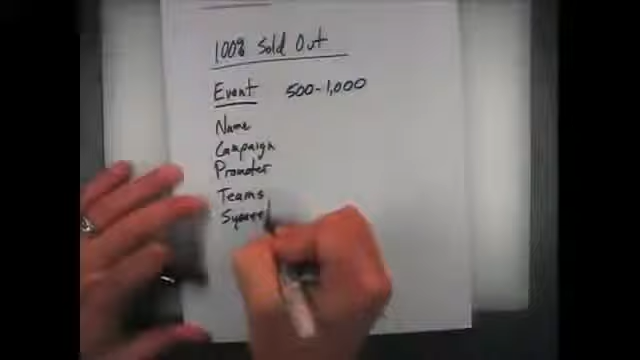 100% Sold Out
Event 500-1,000
Name
Campaign
Promoter
Teams